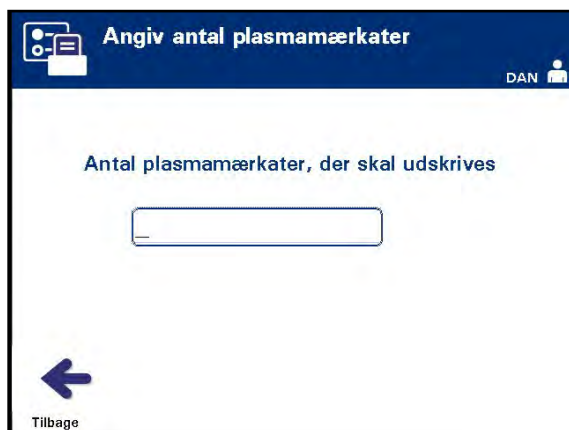 Angiv antal plasmamærkater
DAN
Antal plasmamærkater, der skal udskrives
_
Tilbage